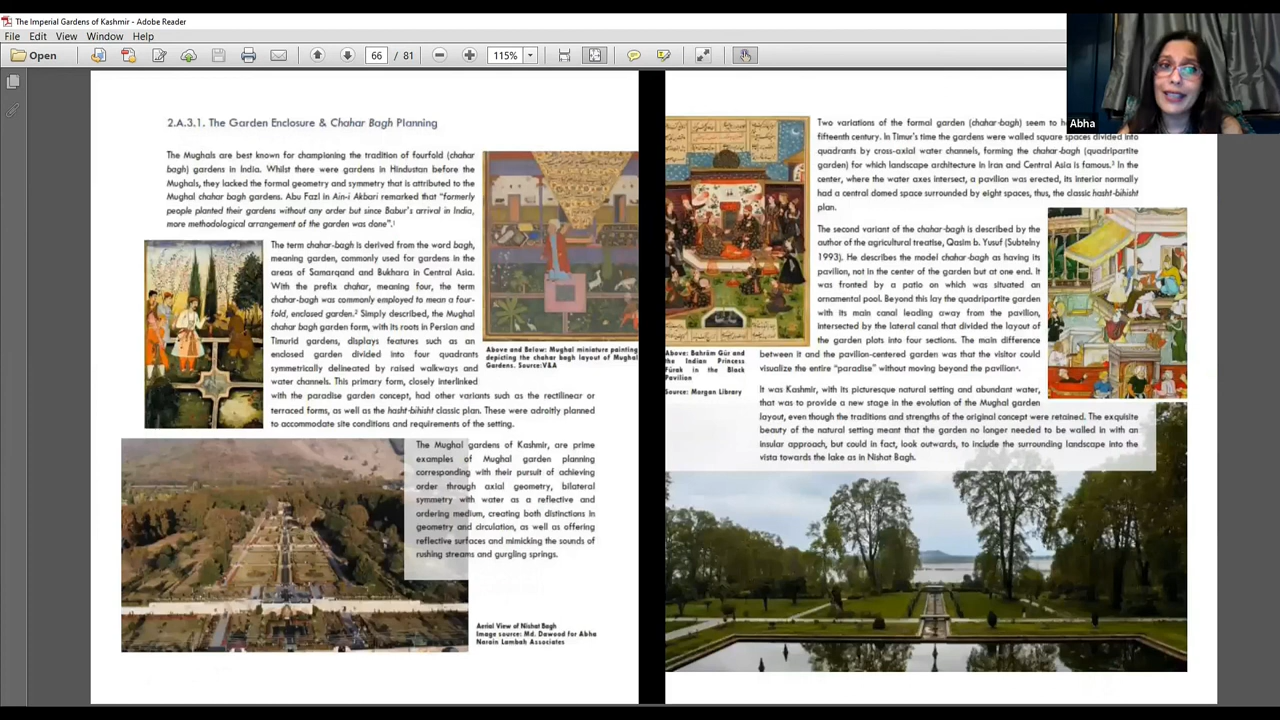 The Imperial Gardens of Kashmir - Adobe Reader
File Edit View Window Help
Open
66 / 81
115%
Abha
2.A.3.1. The Garden Enclosure & Chahar Bagh Planning
The Mughals are best known for championing the tradition of fourfold (chahar
bagh) gardens in India. Whilst there were gardens in Hindustan before the
Mughals, they lacked the formal geometry and symmetry that is attributed to the
Mughal chahar bagh gardens. Abu Fazl in Ain-i Akbari remarked that "formerly
people planted their gardens without any order but since Babur's arrival in India,
more methodological arrangement of the garden was done".¹
The term chahar-bagh is derived from the word bagh,
meaning garden, commonly used for gardens in the
areas of Samarqand and Bukhara in Central Asia.
With the prefix chahar, meaning four, the term
chahar-bagh was commonly employed to mean a four-
fold, enclosed garden.² Simply described, the Mughal
chahar bagh garden form, with its roots in Persian and
Timurid gardens, displays features such as an
enclosed garden divided into four quadrants
symmetrically delineated by raised walkways and
water channels. This primary form, closely interlinked
with the paradise garden concept, had other variants such as the rectilinear or
terraced forms, as well as the hasht-bihisht classic plan. These were adroitly planned
to accommodate site conditions and requirements of the setting.
Above and Below: Mughal miniature painting
depicting the chahar bagh layout of Mughal
Gardens. Source:V&A
The Mughal gardens of Kashmir, are prime
examples of Mughal garden planning
corresponding with their pursuit of achieving
order through axial geometry, bilateral
symmetry with water as a reflective and
ordering medium, creating both distinctions in
geometry and circulation, as well as offering
reflective surfaces and mimicking the sounds of
rushing streams and gurgling springs.
Aerial View of Nishat Bagh
Image source: Md. Dawood for Abha
Narain Lambah Associates
Two variations of the formal garden (chahar-bagh) seem to
fifteenth century. In Timur's time the gardens were walled square spaces divided into
quadrants by cross-axial water channels, forming the chahar-bagh (quadripartite
garden) for which landscape architecture in Iran and Central Asia is famous.³ In the
center, where the water axes intersect, a pavilion was erected, its interior normally
had a central domed space surrounded by eight spaces, thus, the classic hasht-bihisht
plan.
The second variant of the chahar-bagh is described by the
author of the agricultural treatise, Qasim b. Yusuf (Subtelny
1993). He describes the model chahar-bagh as having its
pavilion, not in the center of the garden but at one end. It
was fronted by a patio on which was situated an
ornamental pool. Beyond this lay the quadripartite garden
with its main canal leading away from the pavilion,
intersected by the lateral canal that divided the layout of
the garden plots into four sections. The main difference
between it and the pavilion-centered garden was that the visitor could
visualize the entire "paradise" without moving beyond the pavilion⁴.
Above: Bahrām Gūr and
the Indian Princess
Fūrak in the Black
Pavilion
Source: Morgan Library
It was Kashmir, with its picturesque natural setting and abundant water,
that was to provide a new stage in the evolution of the Mughal garden
layout, even though the traditions and strengths of the original concept were retained. The exquisite
beauty of the natural setting meant that the garden no longer needed to be walled in with an
insular approach, but could in fact, look outwards, to include the surrounding landscape into the
vista towards the lake as in Nishat Bagh.